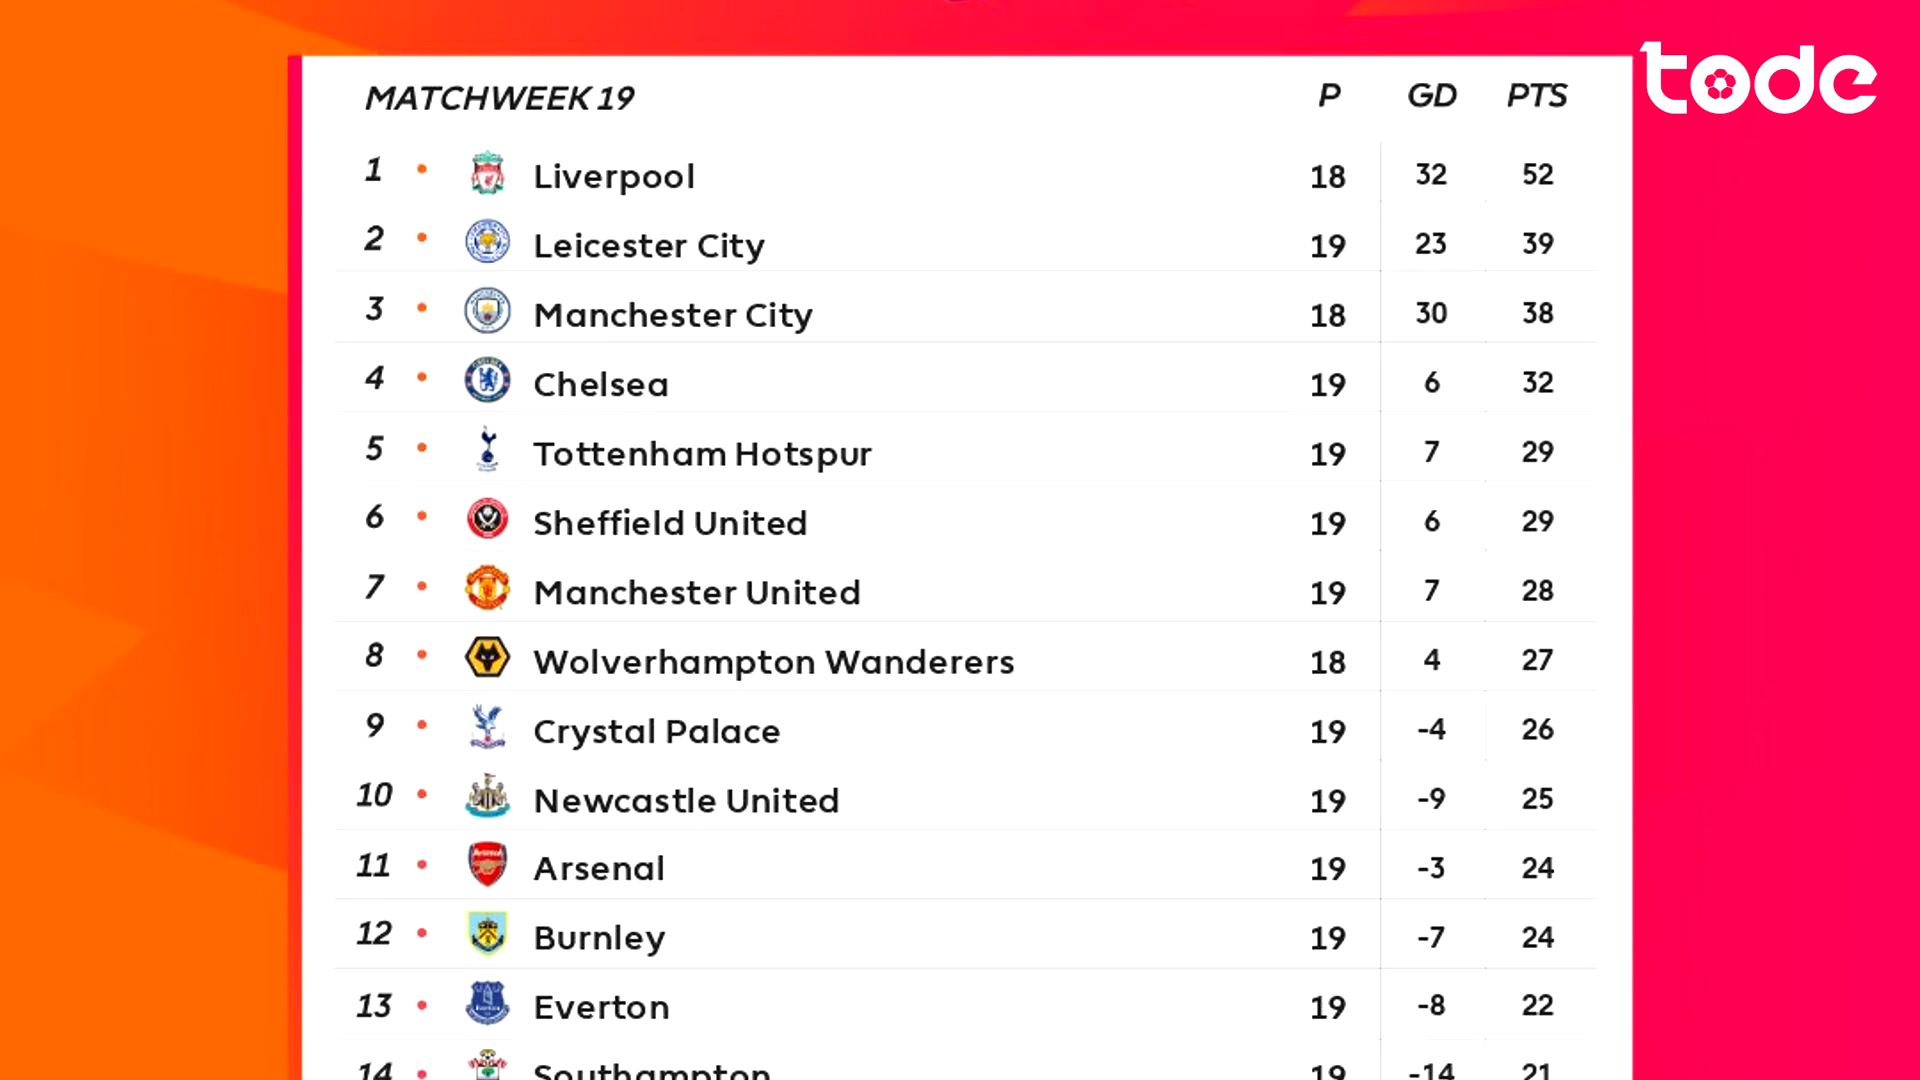 tode
MATCHWEEK 19 P GD PTS
1 Liverpool 18 32 52
2 Leicester City 19 23 39
3 Manchester City 18 30 38
4 Chelsea 19 6 32
5 Tottenham Hotspur 19 7 29
6 Sheffield United 19 6 29
7 Manchester United 19 7 28
8 Wolverhampton Wanderers 18 4 27
9 Crystal Palace 19 -4 26
10 Newcastle United 19 -9 25
11 Arsenal 19 -3 24
12 Burnley 19 -7 24
13 Everton 19 -8 22
14 Southampton 19 -14 21